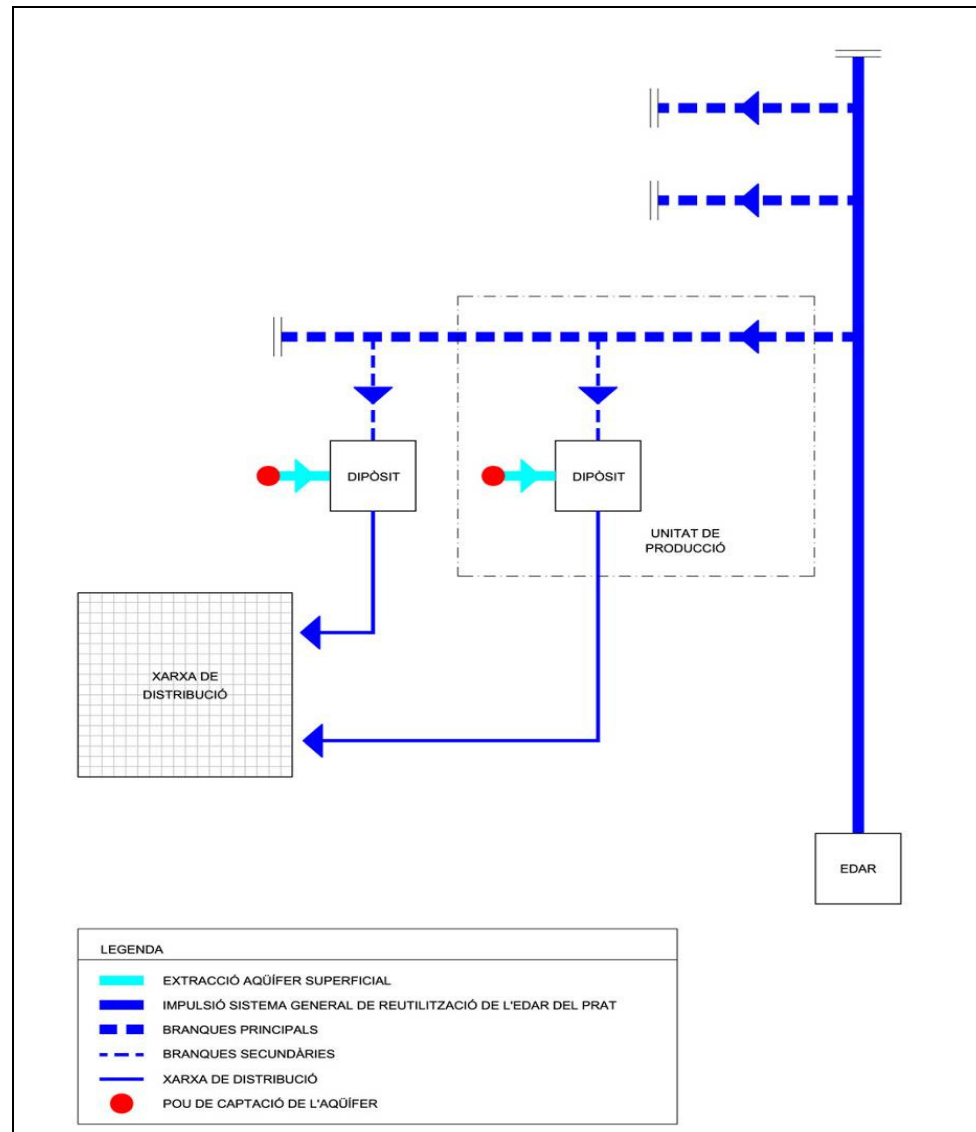 DIPÒSIT
DIPÒSIT
UNITAT DE
PRODUCCIÓ
XARXA DE
DISTRIBUCIÓ
EDAR
LEGENDA
EXTRACCIÓ AQÜÍFER SUPERFICIAL
IMPULSIÓ SISTEMA GENERAL DE REUTILITZACIÓ DE L'EDAR DEL PRAT
BRANQUES PRINCIPALS
BRANQUES SECUNDÀRIES
XARXA DE DISTRIBUCIÓ
POU DE CAPTACIÓ DE L'AQÜÍFER